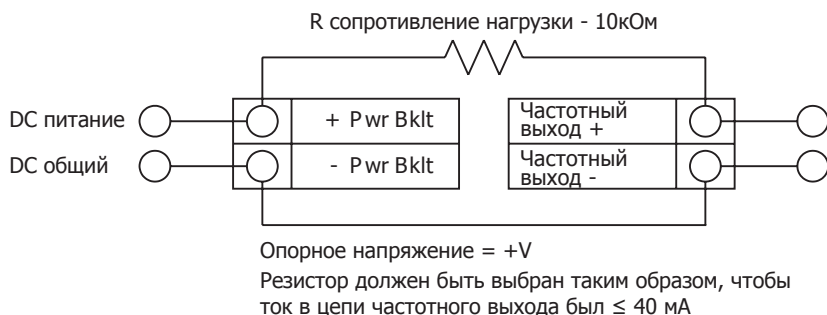 R сопротивление нагрузки - 10кОм
DC питание
+ Pwr Bklt
Частотный
выход +
DC общий
- Pwr Bklt
Частотный
выход -
Опорное напряжение = +V
Резистор должен быть выбран таким образом, чтобы
ток в цепи частотного выхода был ≤ 40 мА